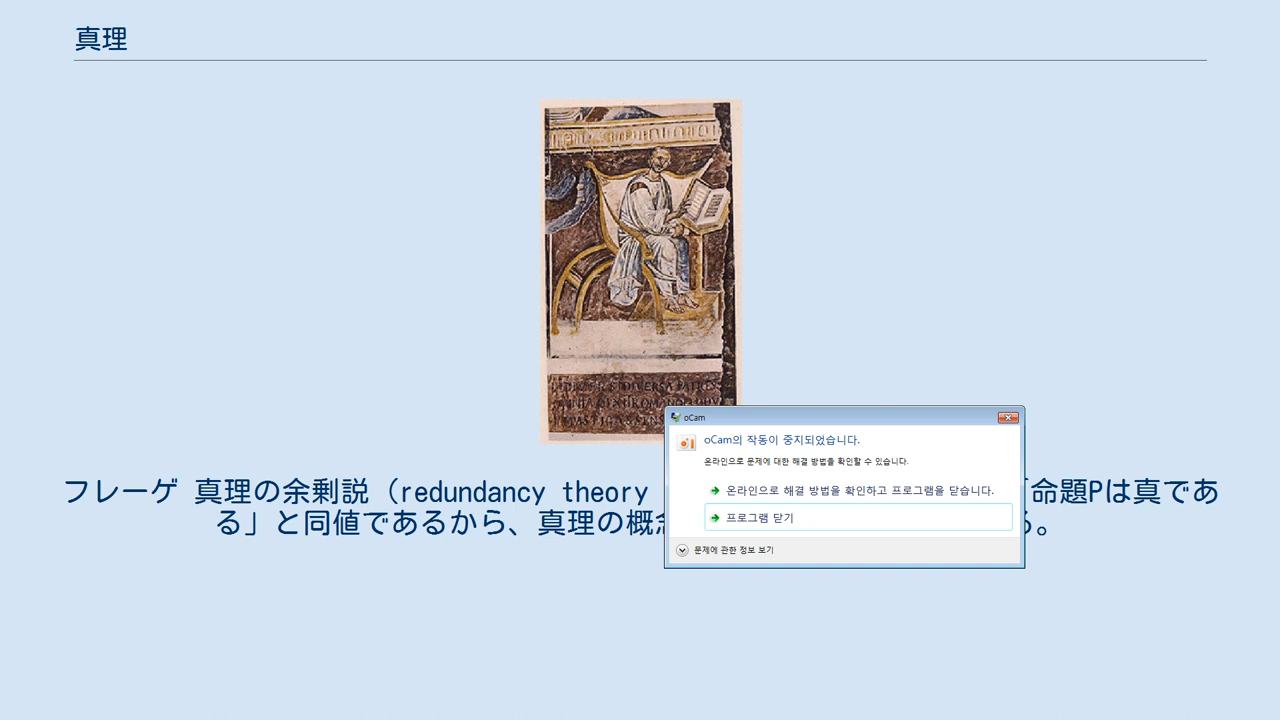 真理
フレーゲ 真理の余剰説（redundancy theory
「命題Pは真であ
る」と同値であるから、真理の概念
る。
oCam
oCam의 작동이 중지되었습니다.
온라인으로 문제에 대한 해결 방법을 확인할 수 있습니다.
온라인으로 해결 방법을 확인하고 프로그램을 닫습니다.
프로그램 닫기
문제에 관한 정보 보기